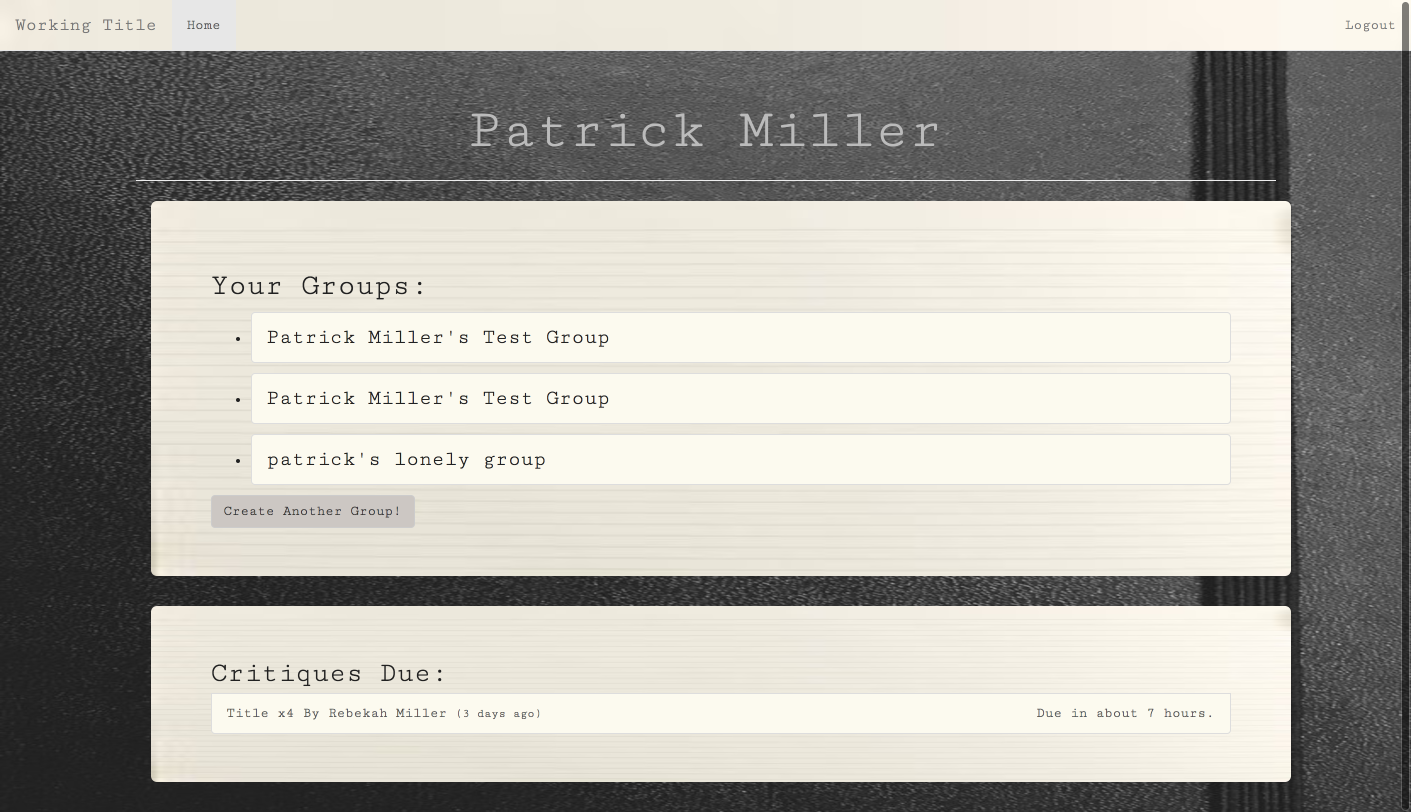 Working Title Home Logout
Patrick Miller
Your Groups:
Patrick Miller's Test Group
Patrick Miller's Test Group
patrick's lonely group
Create Another Group!
Critiques Due:
Title x4 By Rebekah Miller (3 days ago) Due in about 7 hours.